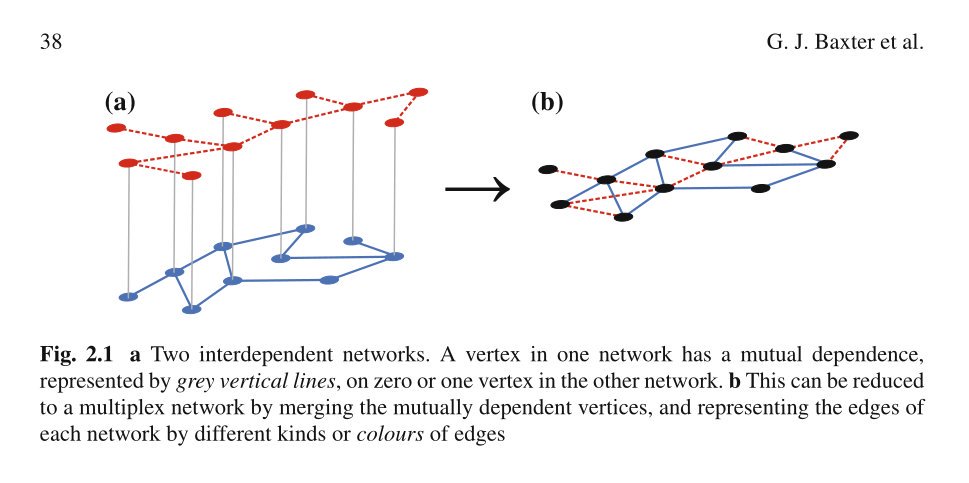 38
G. J. Baxter et al.
(a)
(b)
Fig. 2.1 a Two interdependent networks. A vertex in one network has a mutual dependence,
represented by grey vertical lines, on zero or one vertex in the other network. b This can be reduced
to a multiplex network by merging the mutually dependent vertices, and representing the edges of
each network by different kinds or colours of edges